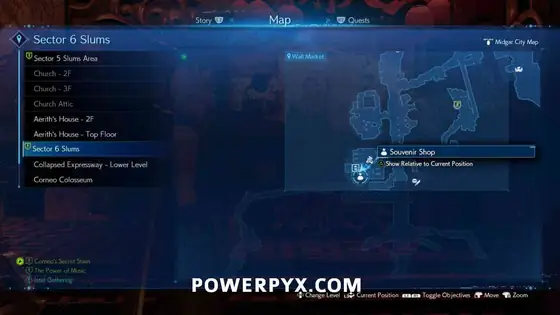 Story
Map
Quests
Sector 6 Slums
Midgar City Map
Sector 5 Slums Area
Church - 2F
Church - 3F
Church Attic
Aerith's House - 2F
Aerith's House - Top Floor
Sector 6 Slums
Collapsed Expressway - Lower Level
Corneo Colosseum
Wall Market
Souvenir Shop
Show Relative to Current Position
Corneo's Secret Stash
The Power of Music
Intel Gathering
POWERPYX.COM
Change Level
Current Position
Toggle Objectives
Move
Zoom